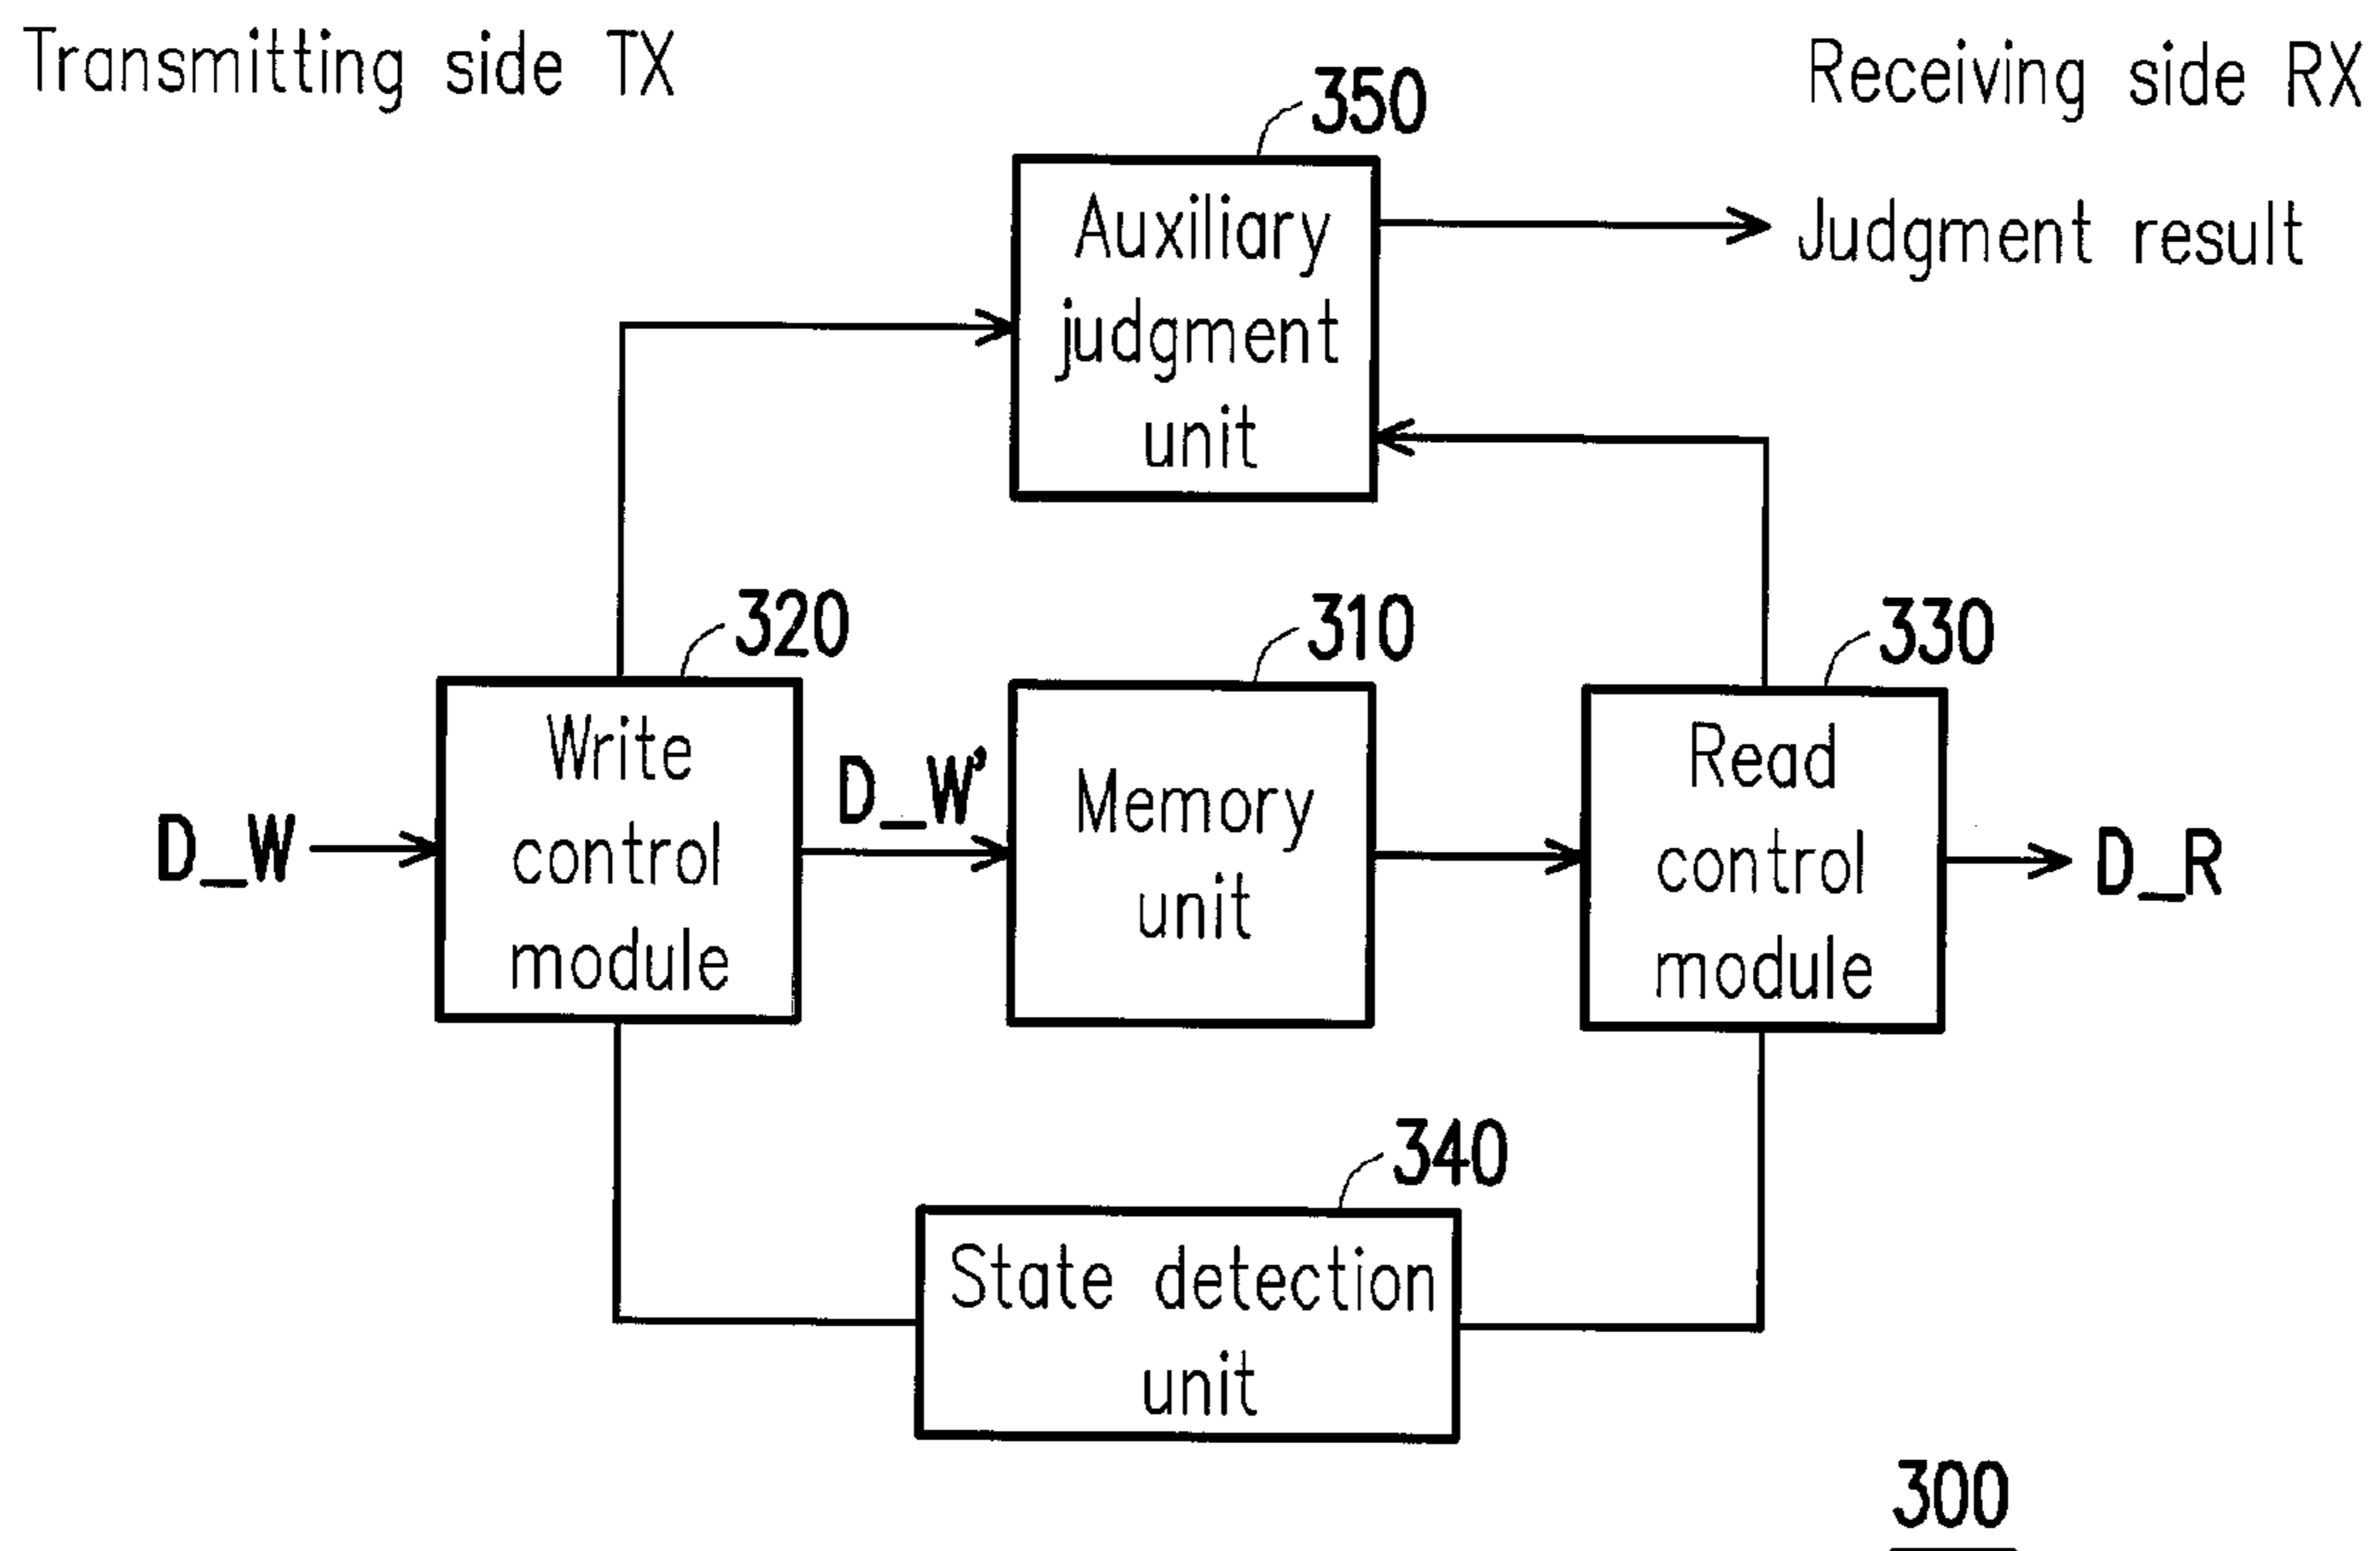 Transmitting side TX
Receiving side RX
350
Auxiliary
judgment
unit
Judgment result
320
310
330
Write
control
module
D_W
D_W'
Memory
unit
Read
control
module
D_R
340
State detection
unit
300